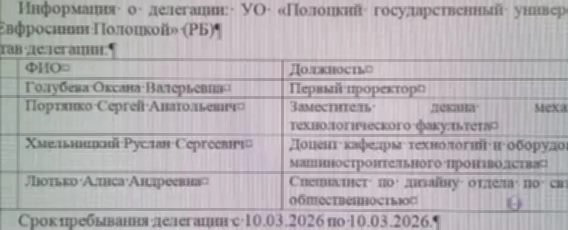 Информация о делегации: УО «Полоцкий государственный универ
Евфросинии Полоцкой» (РБ)¶
тав делегации:¶
ФИО
Должность
Голубева Оксана Валерьевна
Первый проректор
Портянко Сергей Анатольевич
Заместитель декана меха
технологического факультета
Хмельницкий Руслан Сергеевич
Доцент кафедры технологий и оборудо
машиностроительного производства
Лютько Алиса Андреевна
Специалист по дизайну отдела по св
общественностью
Срок пребывания делегации с 10.03.2026 по 10.03.2026.¶